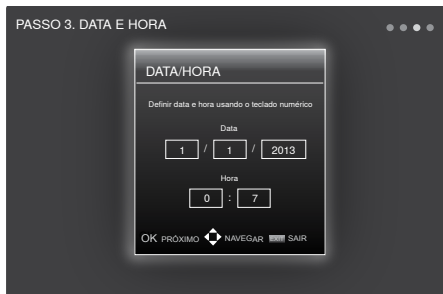 PASSO 3. DATA E HORA
DATA/HORA
Definir data e hora usando o teclado numérico
Data
1 / 1 / 2013
Hora
0 : 7
OK PRÓXIMO NAVEGAR EXIT SAIR